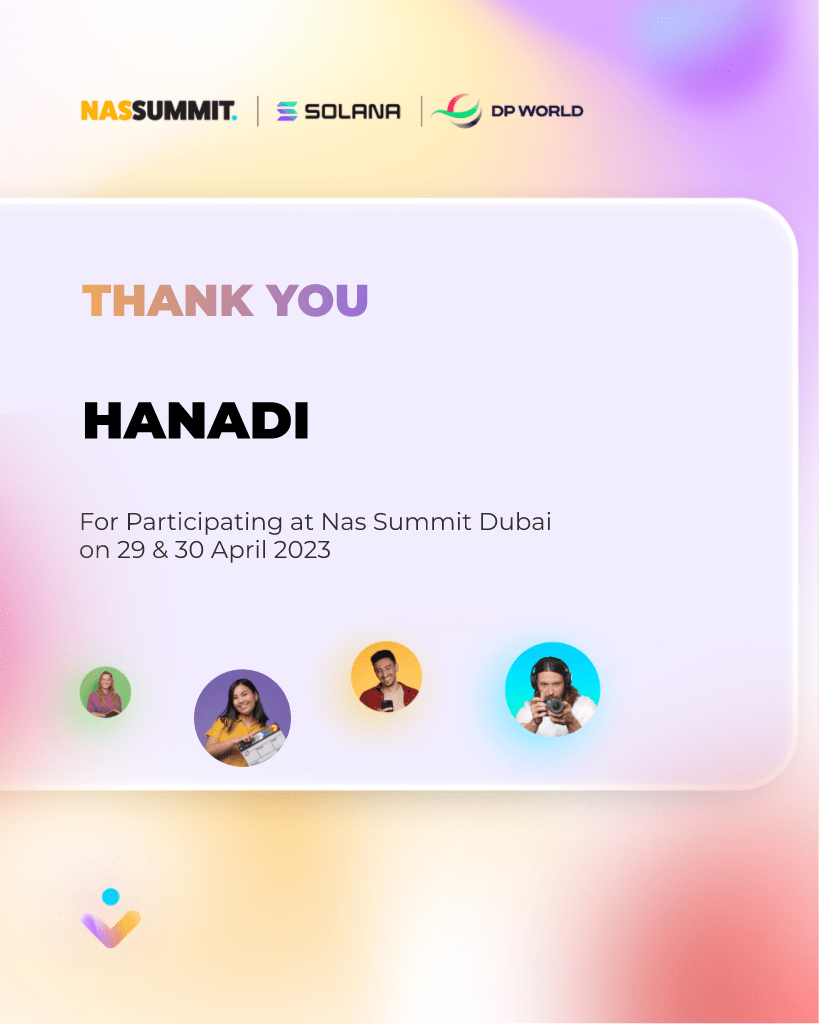 NASSUMMIT. | SOLANA | DP WORLD
THANK YOU
HANADI
For Participating at Nas Summit Dubai
on 29 & 30 April 2023